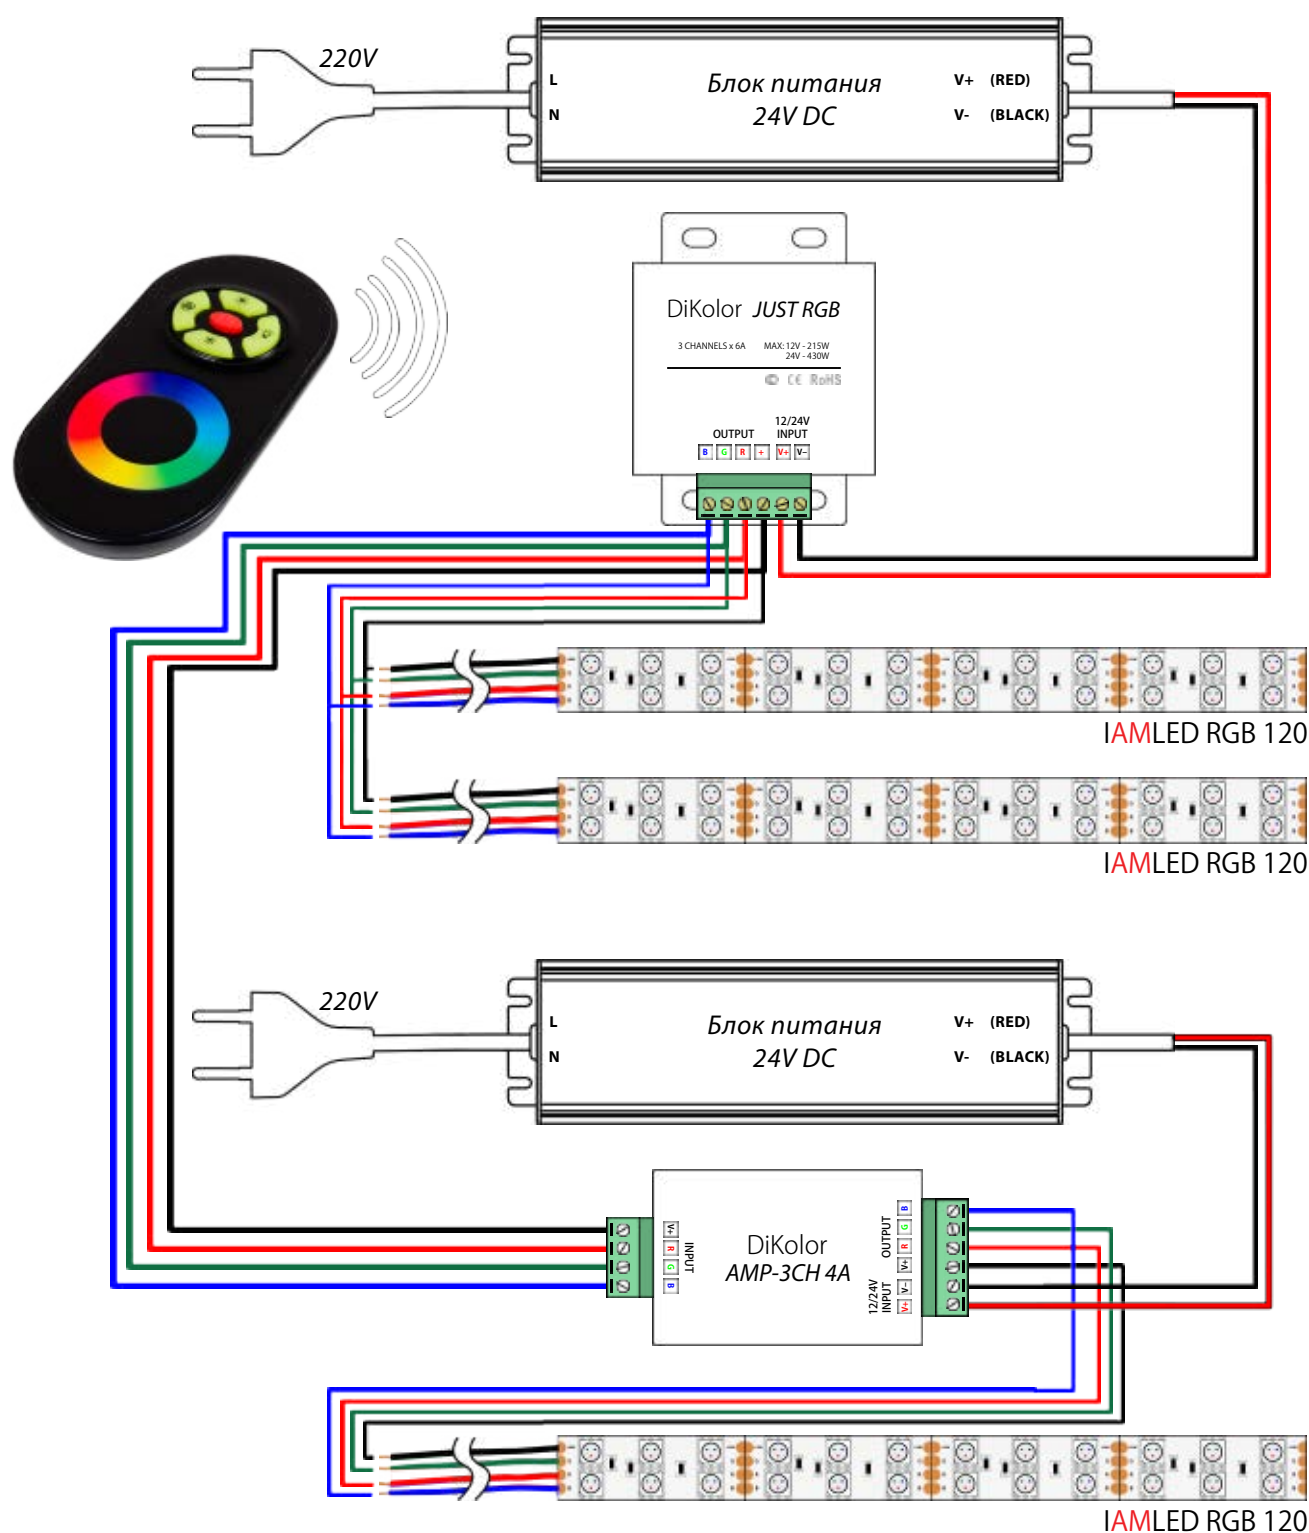 220V
L
N
Блок питания
24V DC
V+ (RED)
V- (BLACK)
DiKolor JUST RGB
3 CHANNELS x 6A
MAX: 12V - 215W
24V - 430W
CE RoHS
OUTPUT
12/24V
INPUT
B G R + V+ V–
IAMLED RGB 120
IAMLED RGB 120
220V
L
N
Блок питания
24V DC
V+ (RED)
V- (BLACK)
V+ R G B
INPUT
DiKolor
AMP-3CH 4A
OUTPUT
12/24V
INPUT
B G R V+ V– V+
IAMLED RGB 120